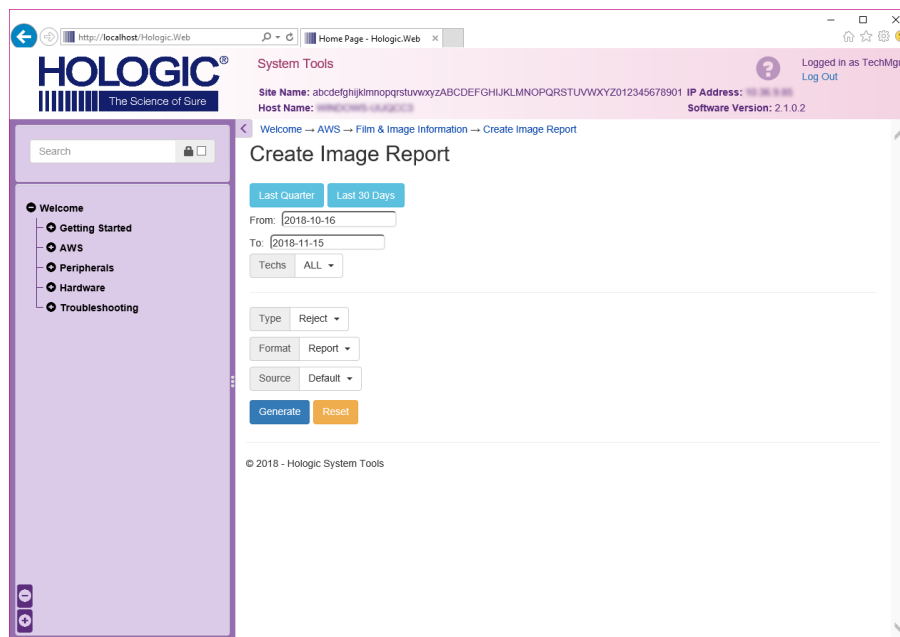 http://localhost/Hologic.Web
Home Page - Hologic.Web
HOLOGIC®
The Science of Sure
System Tools
Logged in as TechMgr
Log Out
Site Name: abcdefghijklmnopqrstuvwxyzABCDEFGHIJKLMNOPQRSTUVWXYZ012345678901 IP Address:
Host Name:
Software Version: 2.1.0.2
Search
Welcome
Getting Started
AWS
Peripherals
Hardware
Troubleshooting
Welcome → AWS → Film & Image Information → Create Image Report
Create Image Report
Last Quarter Last 30 Days
From: 2018-10-16
To: 2018-11-15
Techs ALL
Type Reject
Format Report
Source Default
Generate Reset
© 2018 - Hologic System Tools